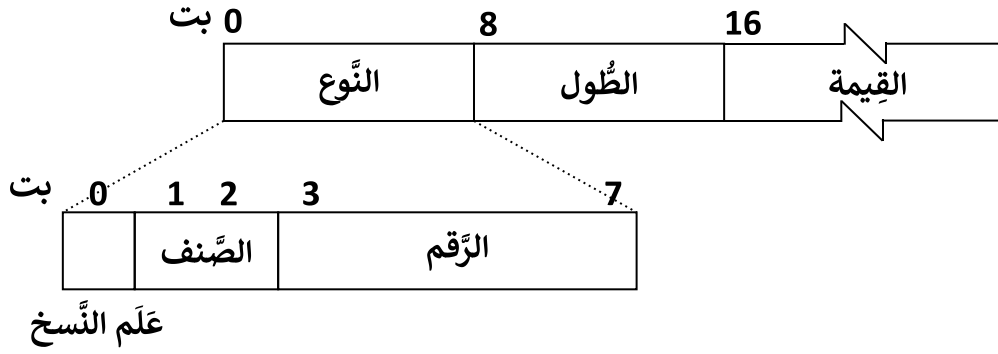 بت 0 8 16
النَّوع الطُّول القِيمة
بت 0 1 2 3 7
الصَّنف الرَّقم
عَلَم النَّسخ